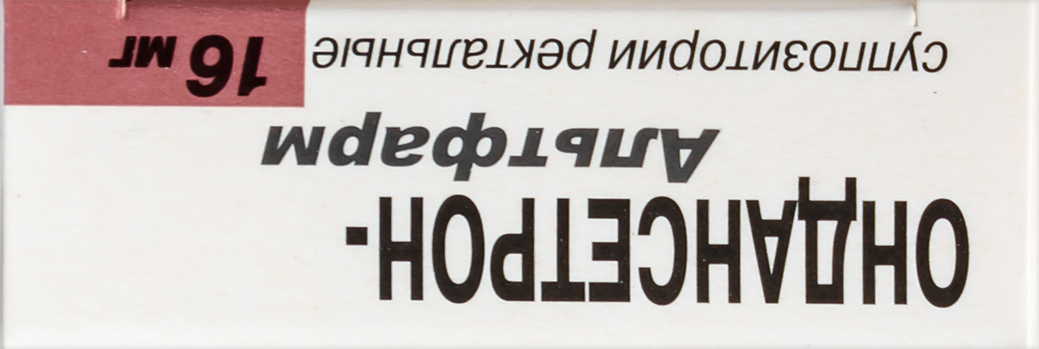 ОНДАНСЕТРОН-
Альтфарм
суппозитории ректальные 16 мг